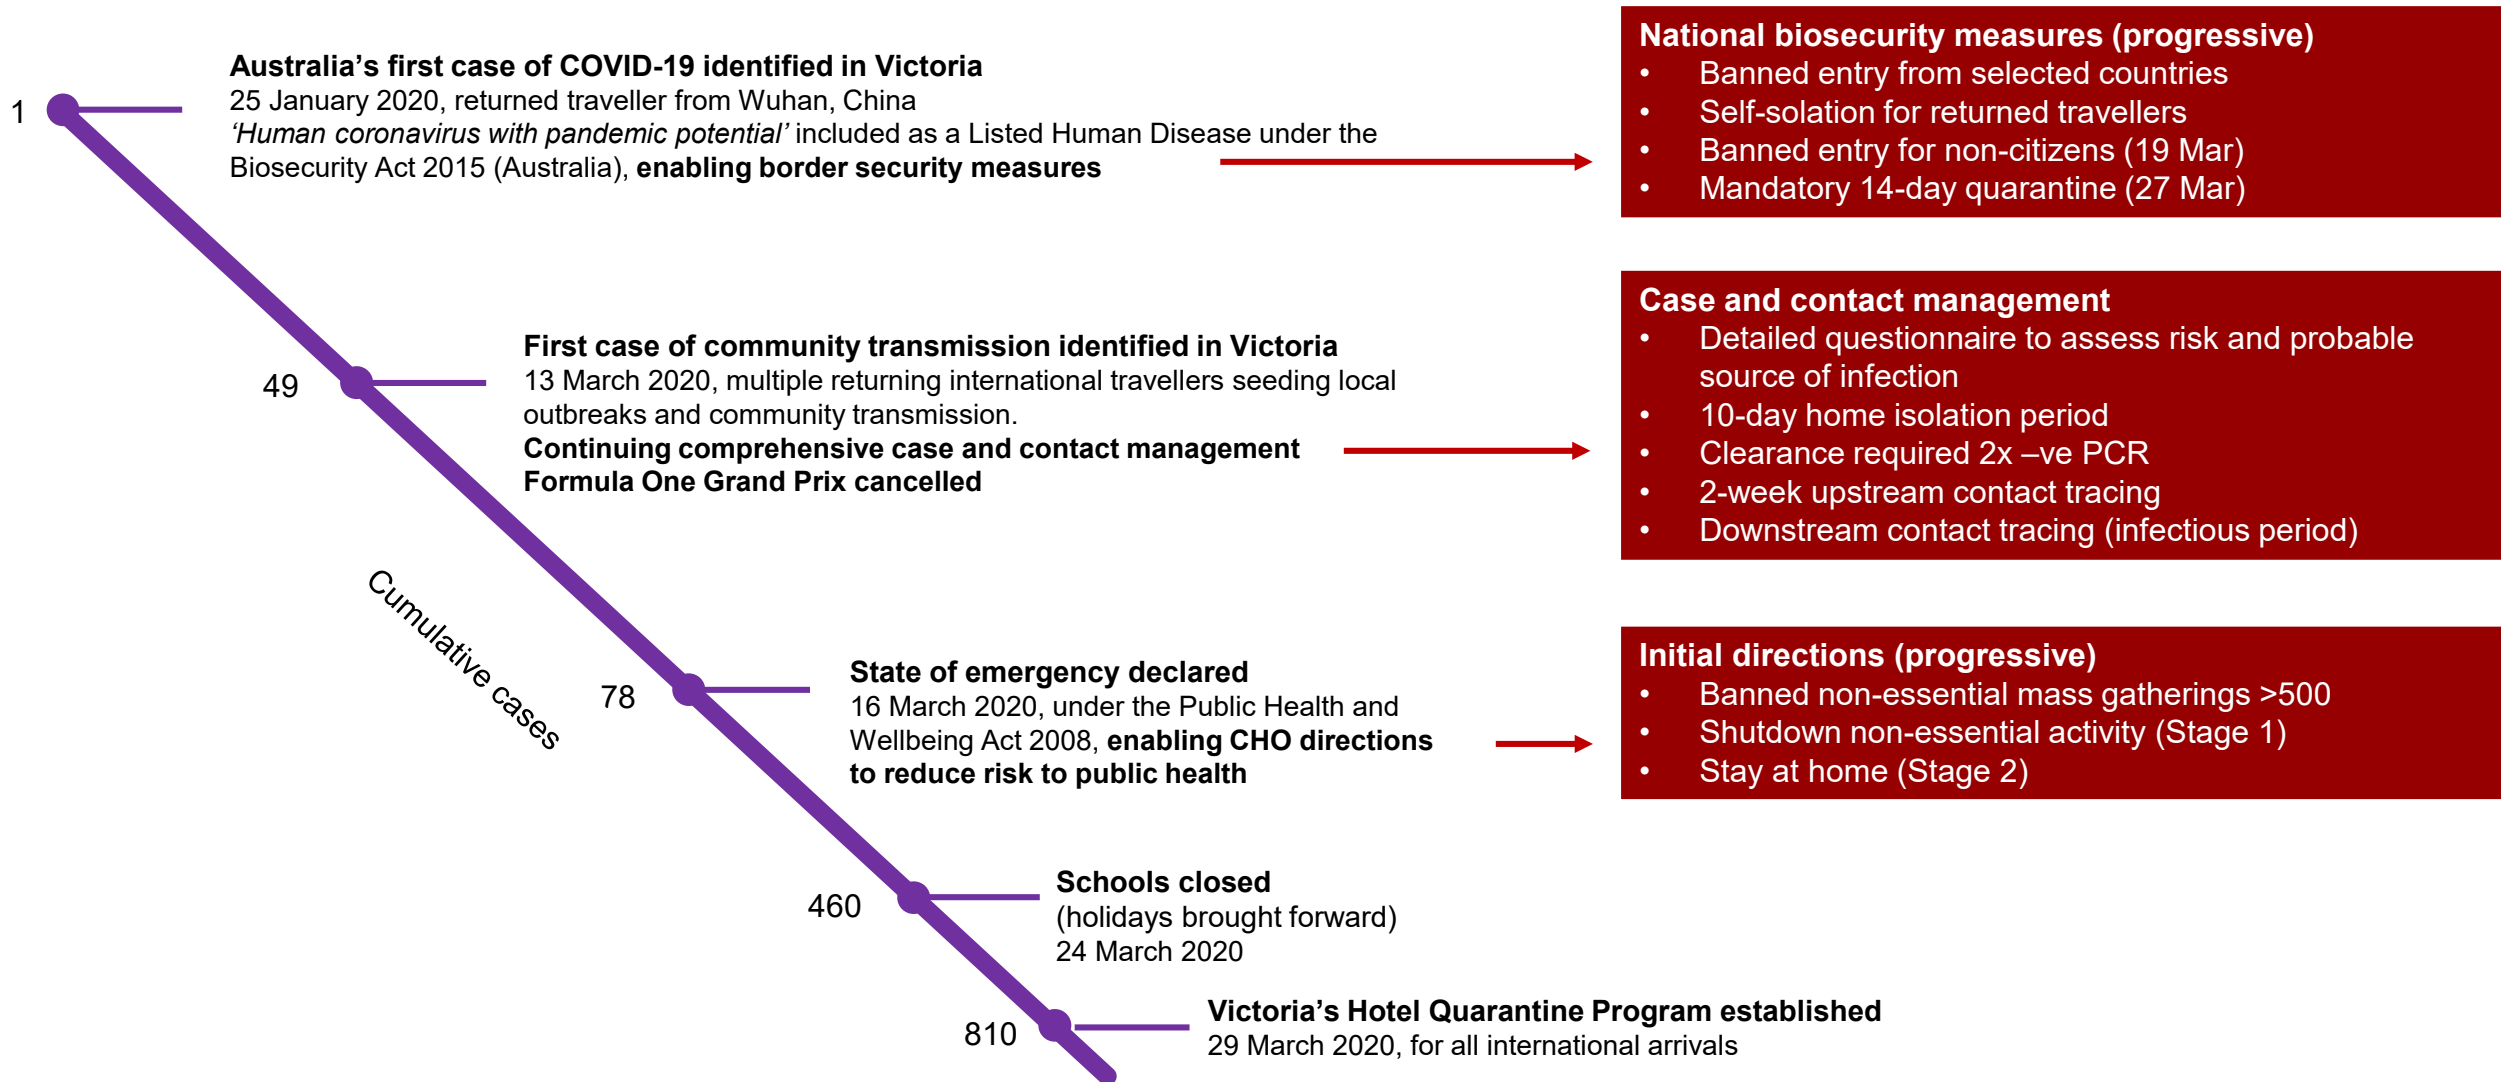 1
Australia’s first case of COVID-19 identified in Victoria
25 January 2020, returned traveller from Wuhan, China
‘Human coronavirus with pandemic potential’ included as a Listed Human Disease under the
Biosecurity Act 2015 (Australia), enabling border security measures
National biosecurity measures (progressive)
• Banned entry from selected countries
• Self-solation for returned travellers
• Banned entry for non-citizens (19 Mar)
• Mandatory 14-day quarantine (27 Mar)
49
First case of community transmission identified in Victoria
13 March 2020, multiple returning international travellers seeding local
outbreaks and community transmission.
Continuing comprehensive case and contact management
Formula One Grand Prix cancelled
Case and contact management
• Detailed questionnaire to assess risk and probable
source of infection
• 10-day home isolation period
• Clearance required 2x –ve PCR
• 2-week upstream contact tracing
• Downstream contact tracing (infectious period)
Cumulative cases
78
State of emergency declared
16 March 2020, under the Public Health and
Wellbeing Act 2008, enabling CHO directions
to reduce risk to public health
Initial directions (progressive)
• Banned non-essential mass gatherings >500
• Shutdown non-essential activity (Stage 1)
• Stay at home (Stage 2)
460
Schools closed
(holidays brought forward)
24 March 2020
810
Victoria’s Hotel Quarantine Program established
29 March 2020, for all international arrivals